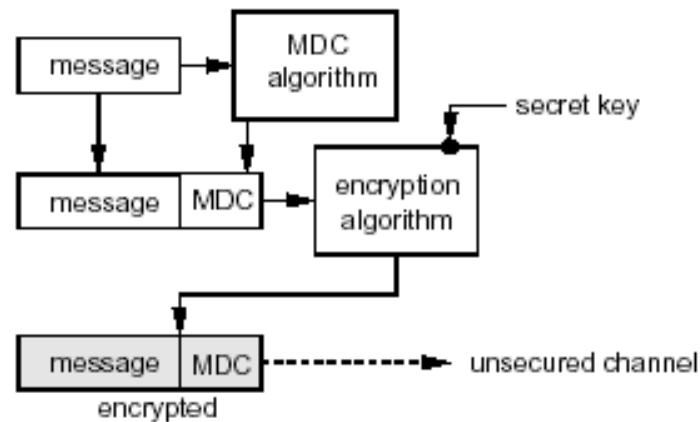 message
MDC
algorithm
secret key
message
MDC
encryption
algorithm
message
MDC
unsecured channel
encrypted